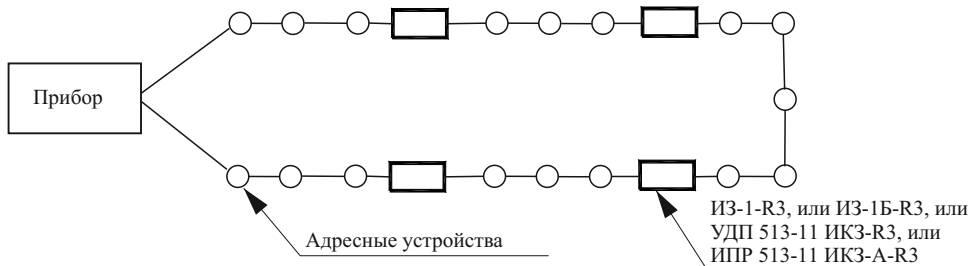 Прибор
ИЗ-1-R3, или ИЗ-1Б-R3, или
УДП 513-11 ИКЗ-R3, или
ИПР 513-11 ИКЗ-А-R3
Адресные устройства